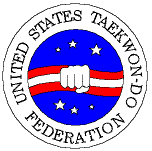 UNITED STATES TAEKWON-DO
FEDERATION